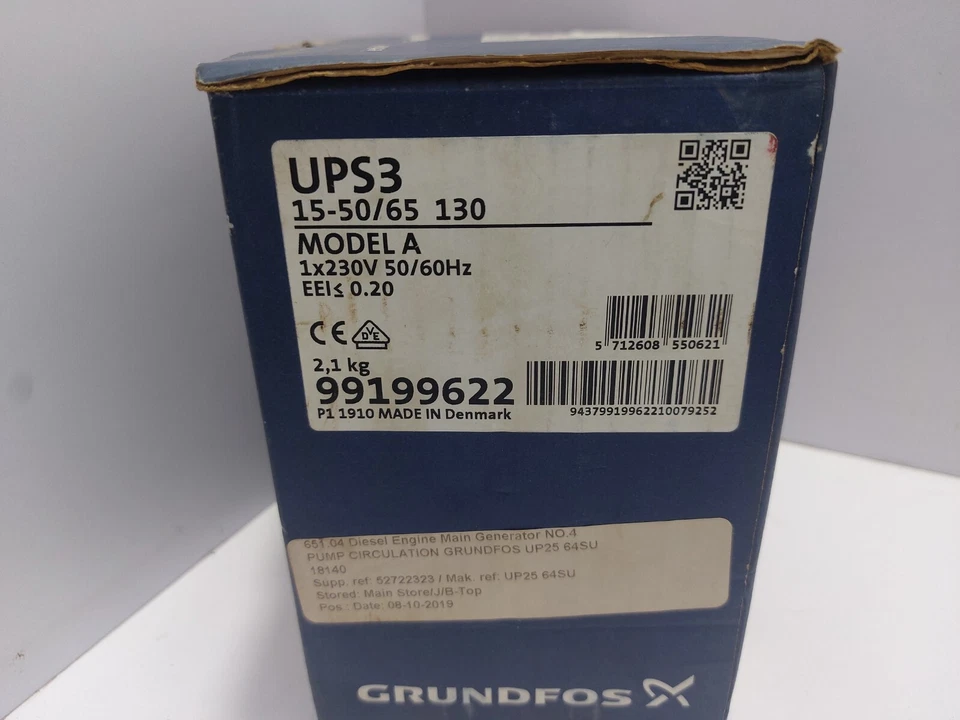 UPS3
15-50/65 130
MODEL A
1x230V 50/60Hz
EEI≤ 0.20
CE DVE
5 712608 550621
2,1 kg
99199622
94379919962210079252
P1 1910 MADE IN Denmark
651.04 Diesel Engine Main Generator NO.4
PUMP CIRCULATION GRUNDFOS UP25 64SU
18140
Supp. ref: 52722323 / Mak. ref. UP25 64SU
Stored: Main Store/J/B-Top
Pos.: Date: 08-10-2019
GRUNDFOS X